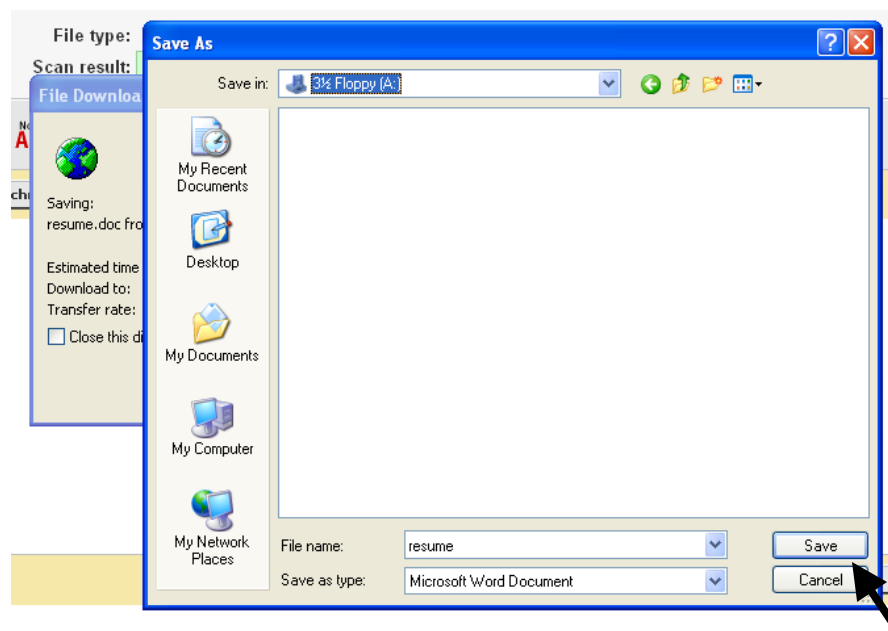 File type:
Scan result:
Save As
Save in:
3½ Floppy (A:)
File Downloa
No
A
My Recent
Documents
ch
Saving:
resume.doc fro
Desktop
Estimated time
Download to:
Transfer rate:
Close this di
My Documents
My Computer
My Network
Places
File name:
resume
Save
Save as type:
Microsoft Word Document
Cancel